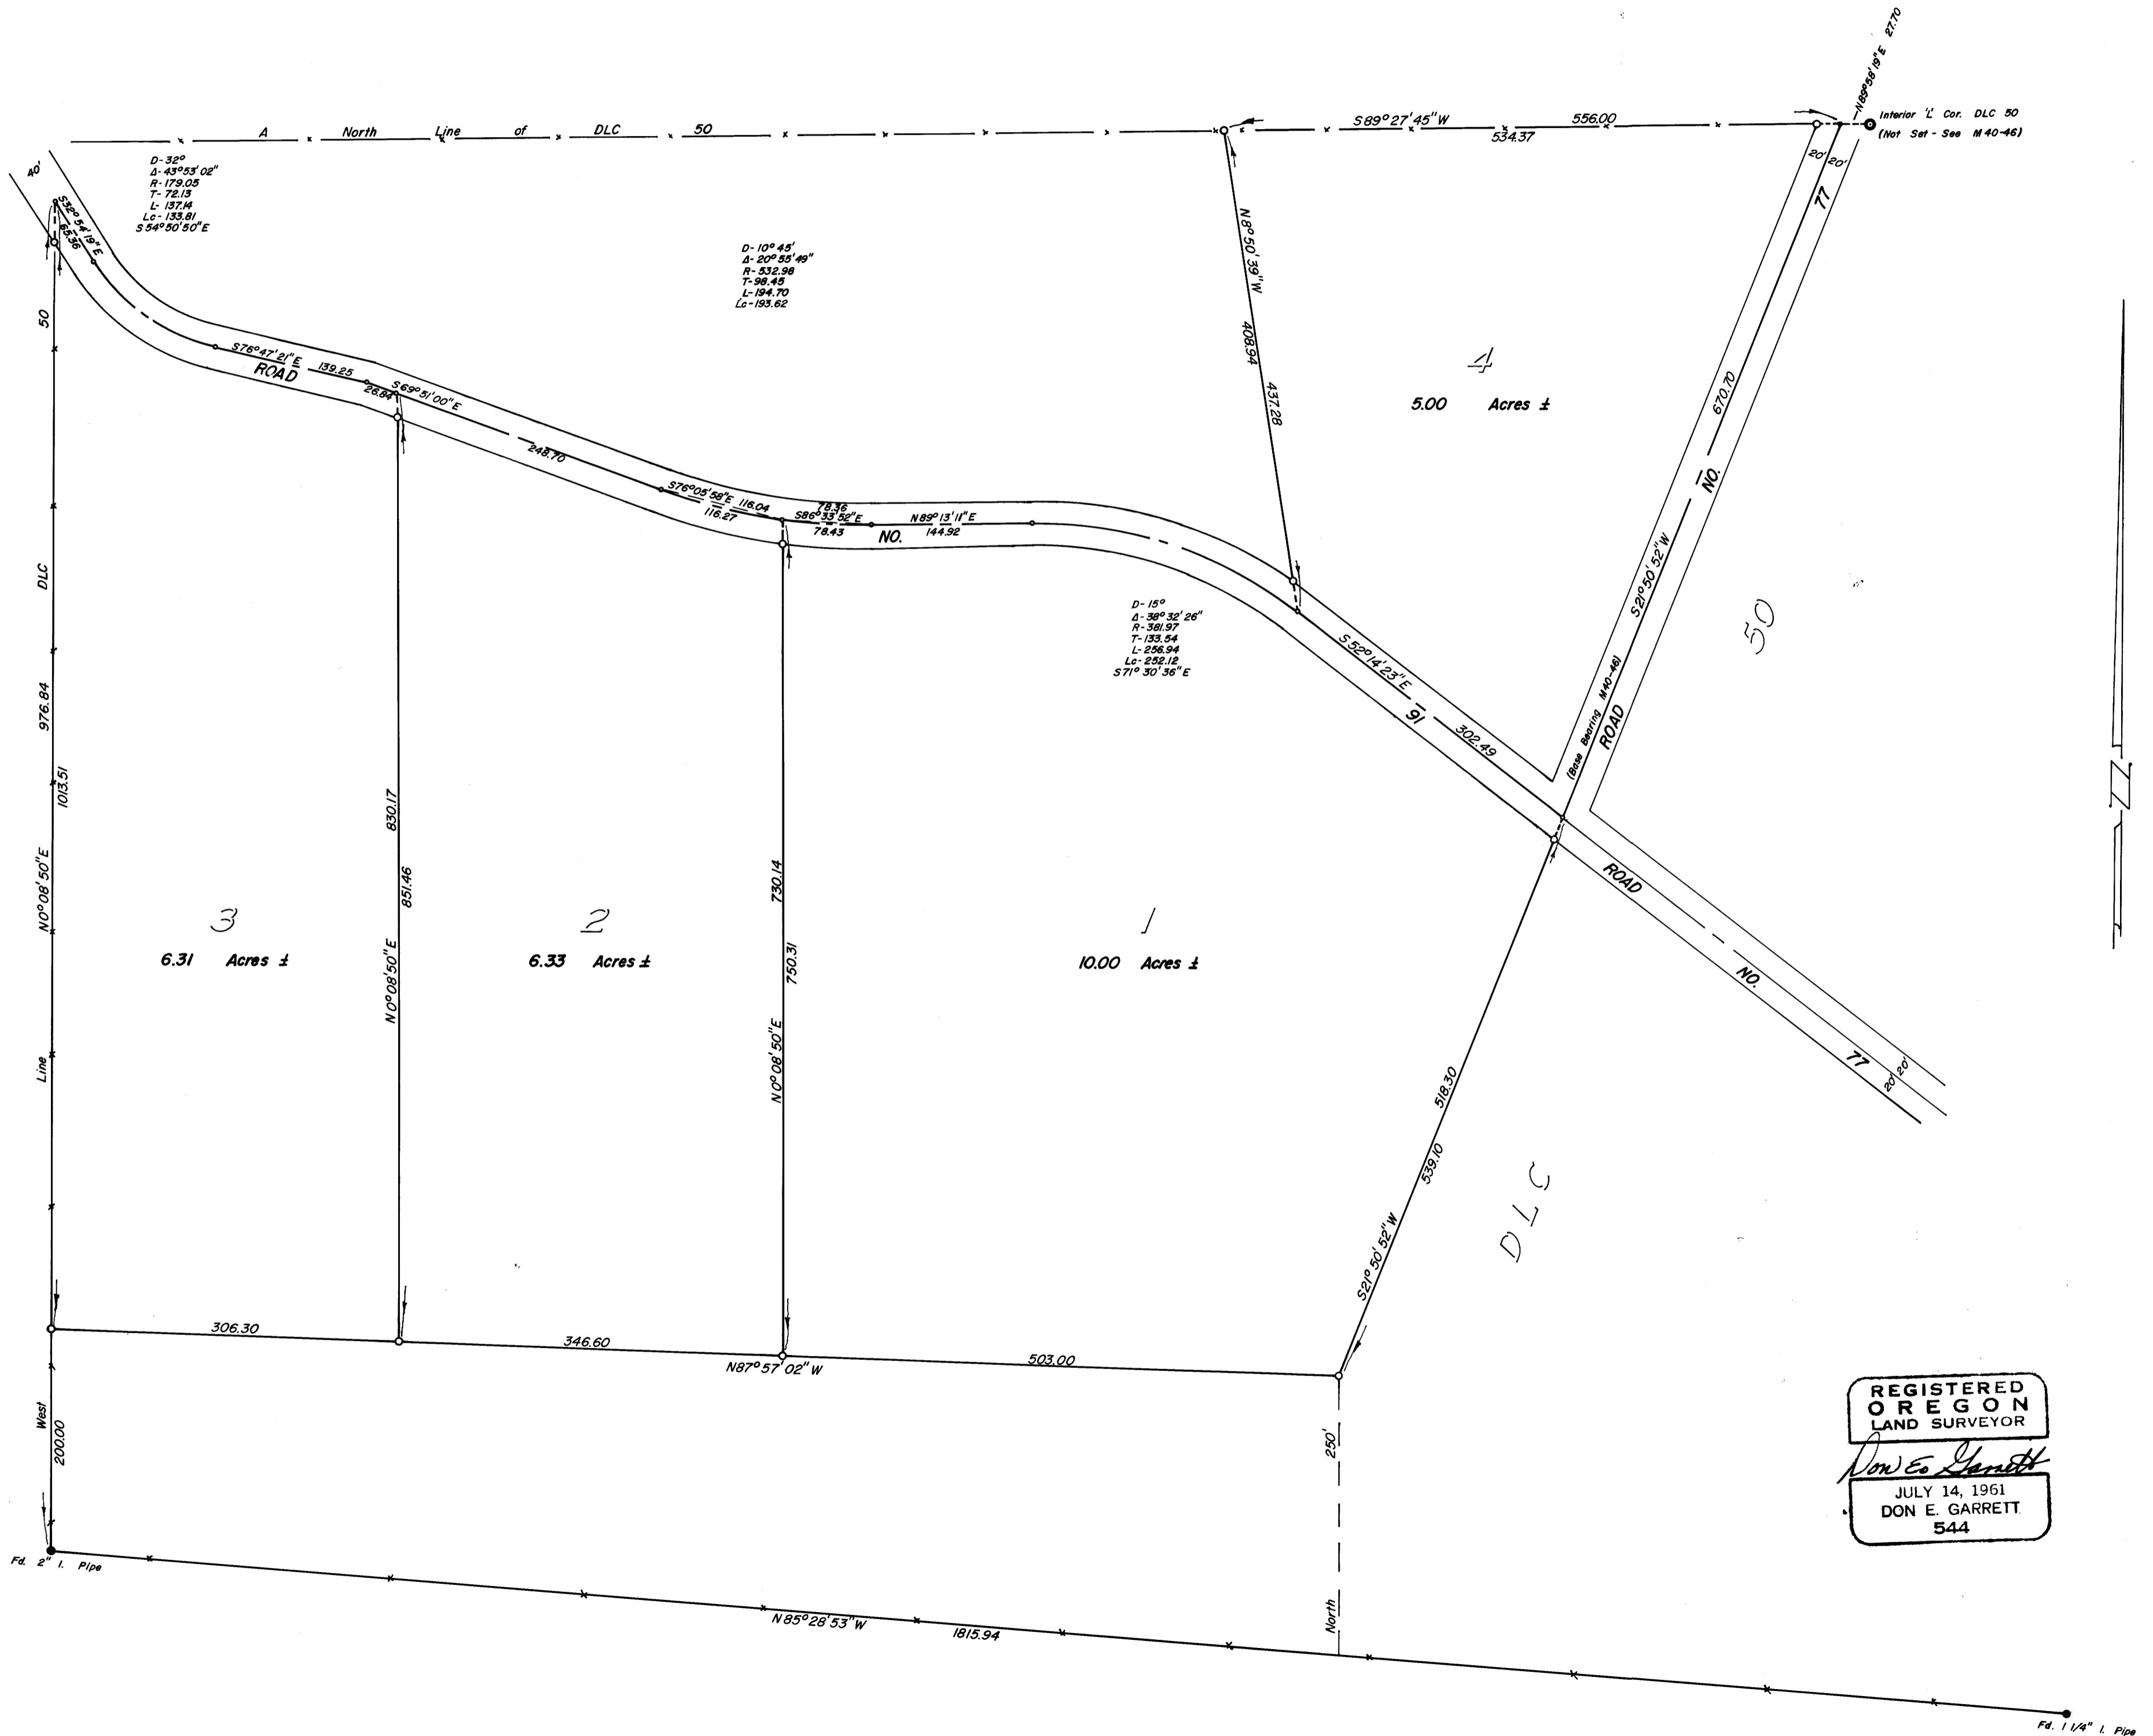 N89°58'19"E 27.70
Interior 'L' Cor. DLC 50
(Not Set - See M 40-46)
A North Line of DLC 50
S89°27'45"W 556.00
534.37
40'
D- 32°
Δ- 43°53'02"
R- 179.05
T- 72.13
L- 137.14
Lc- 133.81
S 54°50'50"E
S32°54'19"E
65.36
D- 10°45'
Δ- 20°55'49"
R- 532.98
T- 98.45
L- 194.70
Lc- 193.62
N8°50'39"W 408.94
437.28
4
5.00 Acres ±
20' 20'
77
670.70
NO.
S21°50'52"W
(Base Bearing M40-46)
ROAD
50
S76°47'21"E 139.25
ROAD
S69°51'00"E
26.84
248.70
S76°05'58"E 116.04
116.27
78.36
S86°33'52"E
78.43
NO.
N89°13'11"E
144.92
D- 15°
Δ- 38°32'26"
R- 381.97
T- 133.54
L- 256.94
Lc- 252.12
S71°30'36"E
S52°14'23"E
91
302.49
ROAD
NO.
77
20' 20'
West Line DLC 50
N0°08'50"E 976.84
1013.51
3
6.31 Acres ±
N0°08'50"E 830.17
851.46
2
6.33 Acres ±
N0°08'50"E 730.14
750.31
1
10.00 Acres ±
S21°50'52"W 518.30
539.10
DLC
N
306.30
346.60
N87°57'02"W
503.00
200.00
North 250'
Fd. 2" I. Pipe
N85°28'53"W
1815.94
Fd. 1 1/4" I. Pipe
REGISTERED
OREGON
LAND SURVEYOR
Don E. Garrett
JULY 14, 1961
DON E. GARRETT
544